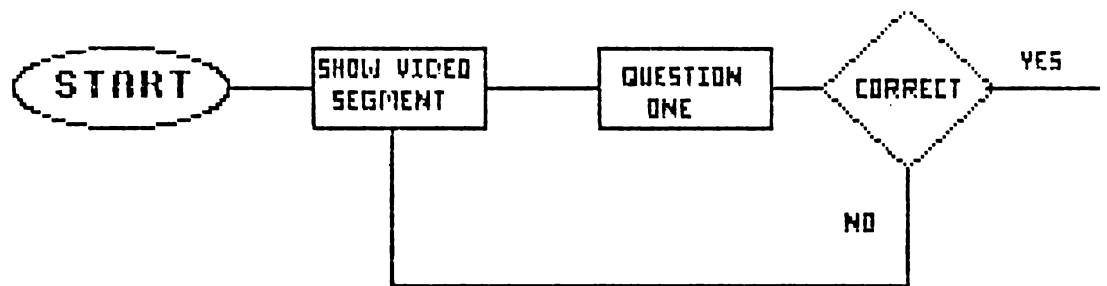 START
SHOW VIDEO
SEGMENT
QUESTION
ONE
CORRECT
YES
NO